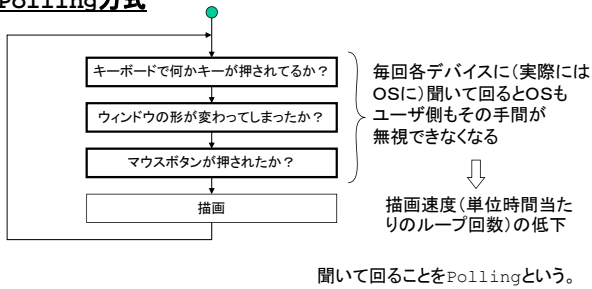 Polling方式
キーボードで何かキーが押されてるか？
ウィンドウの形が変わってしまったか？
マウスボタンが押されたか？
描画
毎回各デバイスに（実際には
OSに）聞いて回るとOSも
ユーザ側もその手間が
無視できなくなる
描画速度（単位時間当た
りのループ回数）の低下
聞いて回ることをPollingという。